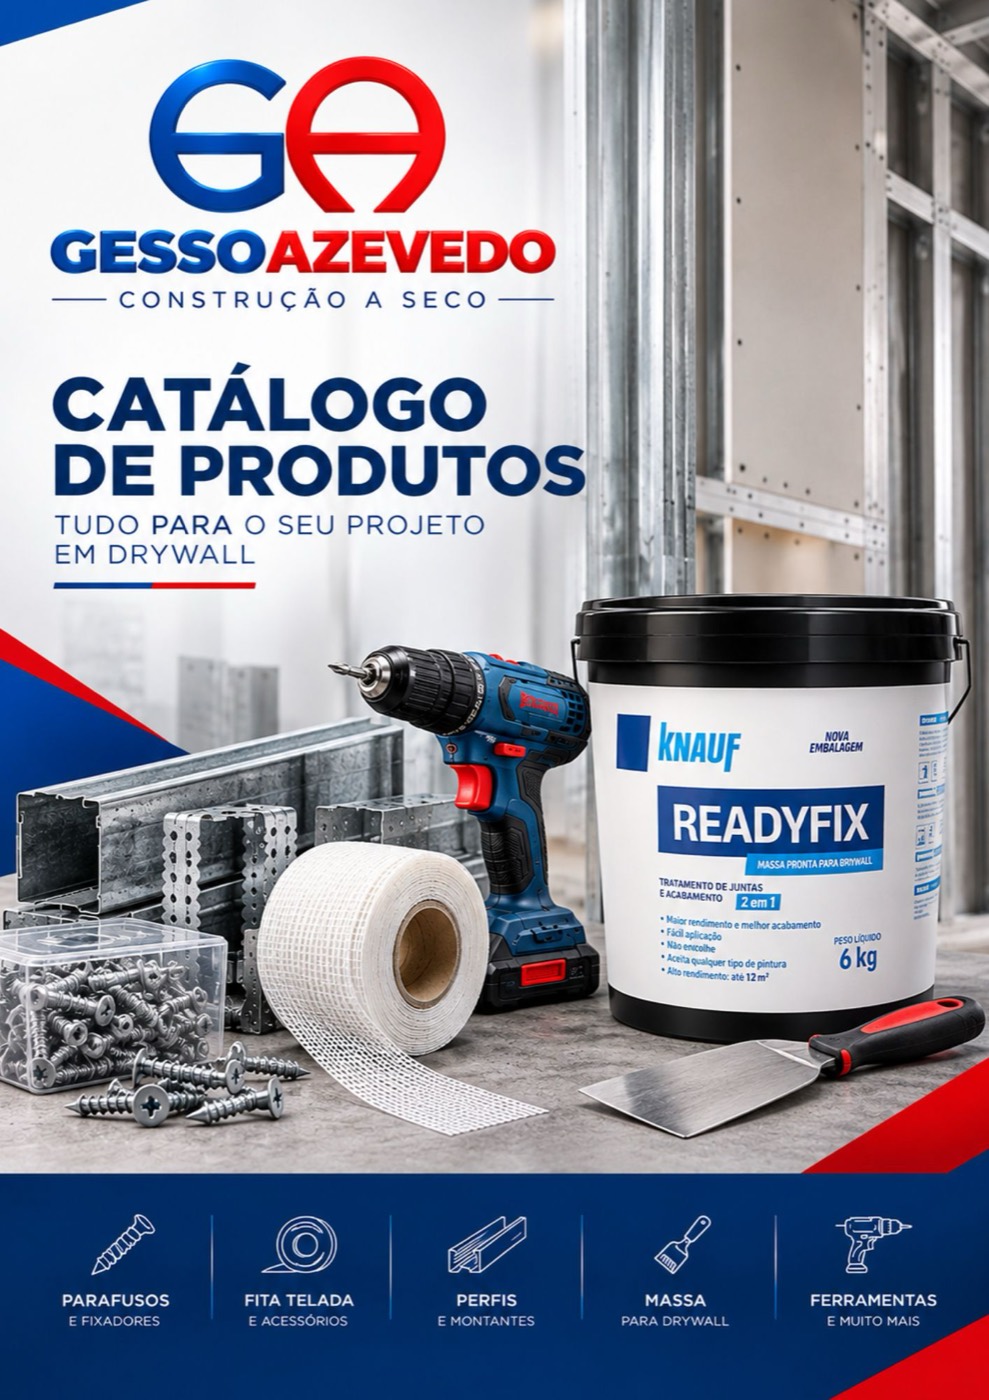 GA
GESSOAZEVEDO
CONSTRUÇÃO A SECO
CATÁLOGO
DE PRODUTOS
TUDO PARA O SEU PROJETO
EM DRYWALL
KNAUF
NOVA
EMBALAGEM
READYFIX
MASSA PRONTA PARA BRYWALL
TRATAMENTO DE JUNTAS
E ACABAMENTO 2 em 1
• Maior rendimento e melhor acabamento
• Fácil aplicação
• Não encolhe
• Aceita qualquer tipo de pintura
• Alto rendimento: até 12 m²
PESO LÍQUIDO
6 kg
PARAFUSOS
E FIXADORES
FITA TELADA
E ACESSÓRIOS
PERFIS
E MONTANTES
MASSA
PARA DRYWALL
FERRAMENTAS
E MUITO MAIS